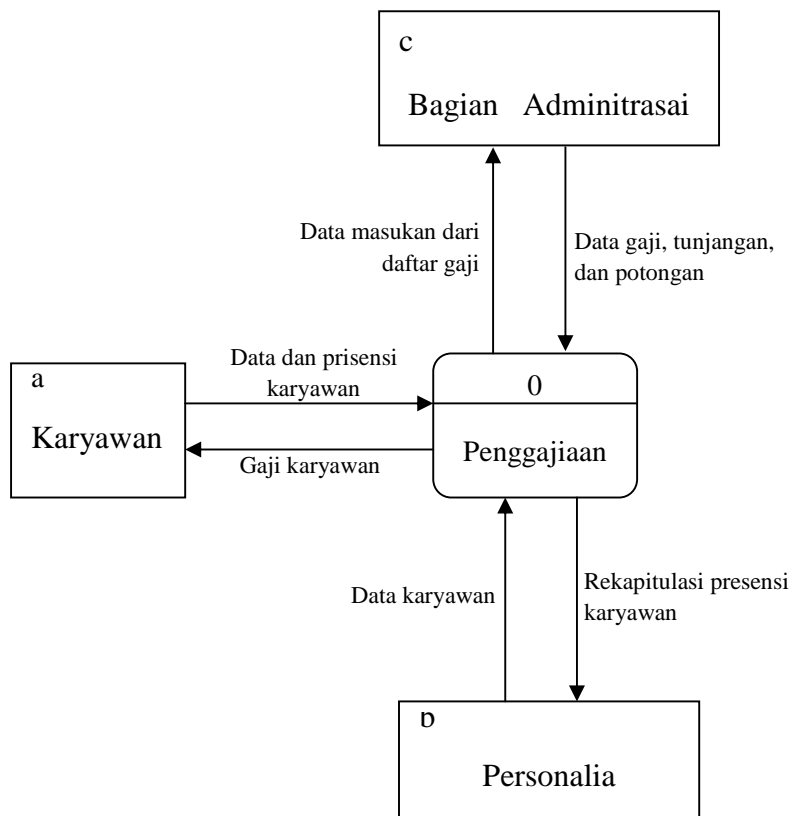 c
Bagian Adminitrasai
Data masukan dari
daftar gaji
Data gaji, tunjangan,
dan potongan
a
Karyawan
Data dan prisensi
karyawan
Gaji karyawan
0
Penggajiaan
Data karyawan
Rekapitulasi presensi
karyawan
b
Personalia